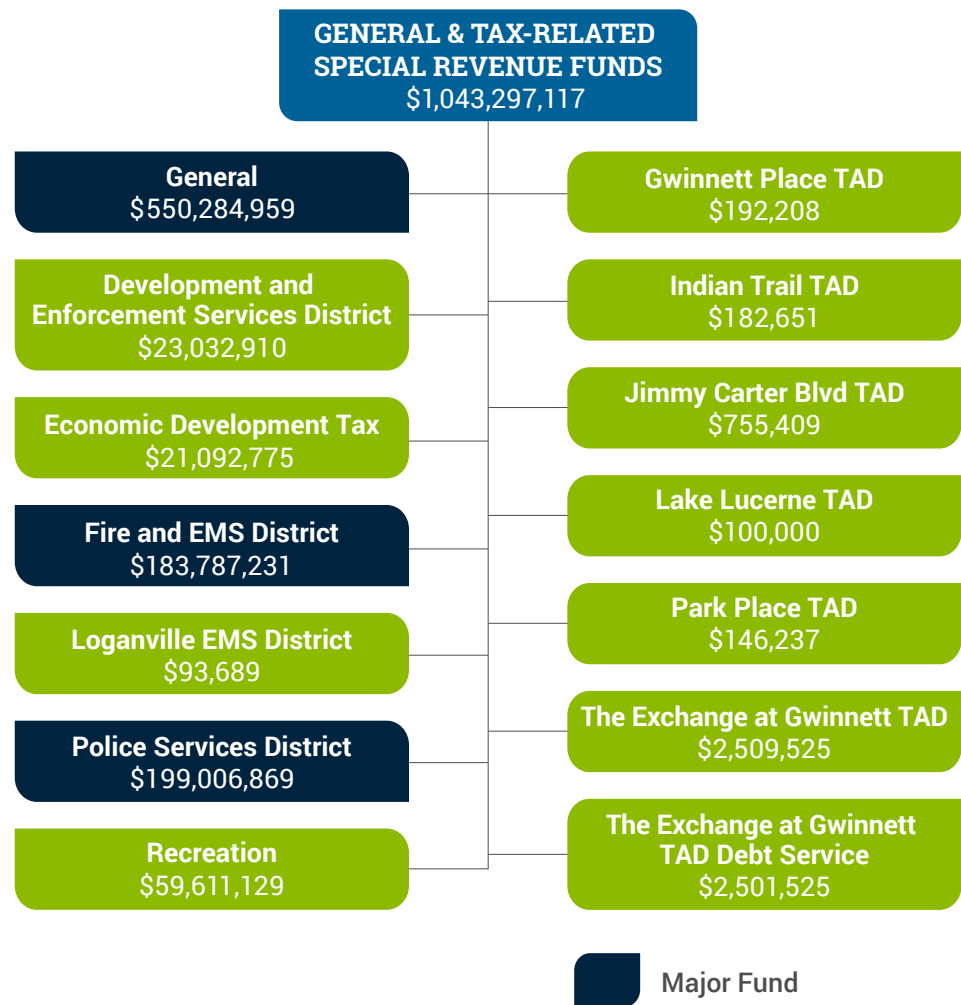 GENERAL & TAX-RELATED
SPECIAL REVENUE FUNDS
$1,043,297,117
General
$550,284,959
Development and
Enforcement Services District
$23,032,910
Economic Development Tax
$21,092,775
Fire and EMS District
$183,787,231
Loganville EMS District
$93,689
Police Services District
$199,006,869
Recreation
$59,611,129
Gwinnett Place TAD
$192,208
Indian Trail TAD
$182,651
Jimmy Carter Blvd TAD
$755,409
Lake Lucerne TAD
$100,000
Park Place TAD
$146,237
The Exchange at Gwinnett TAD
$2,509,525
The Exchange at Gwinnett
TAD Debt Service
$2,501,525
Major Fund